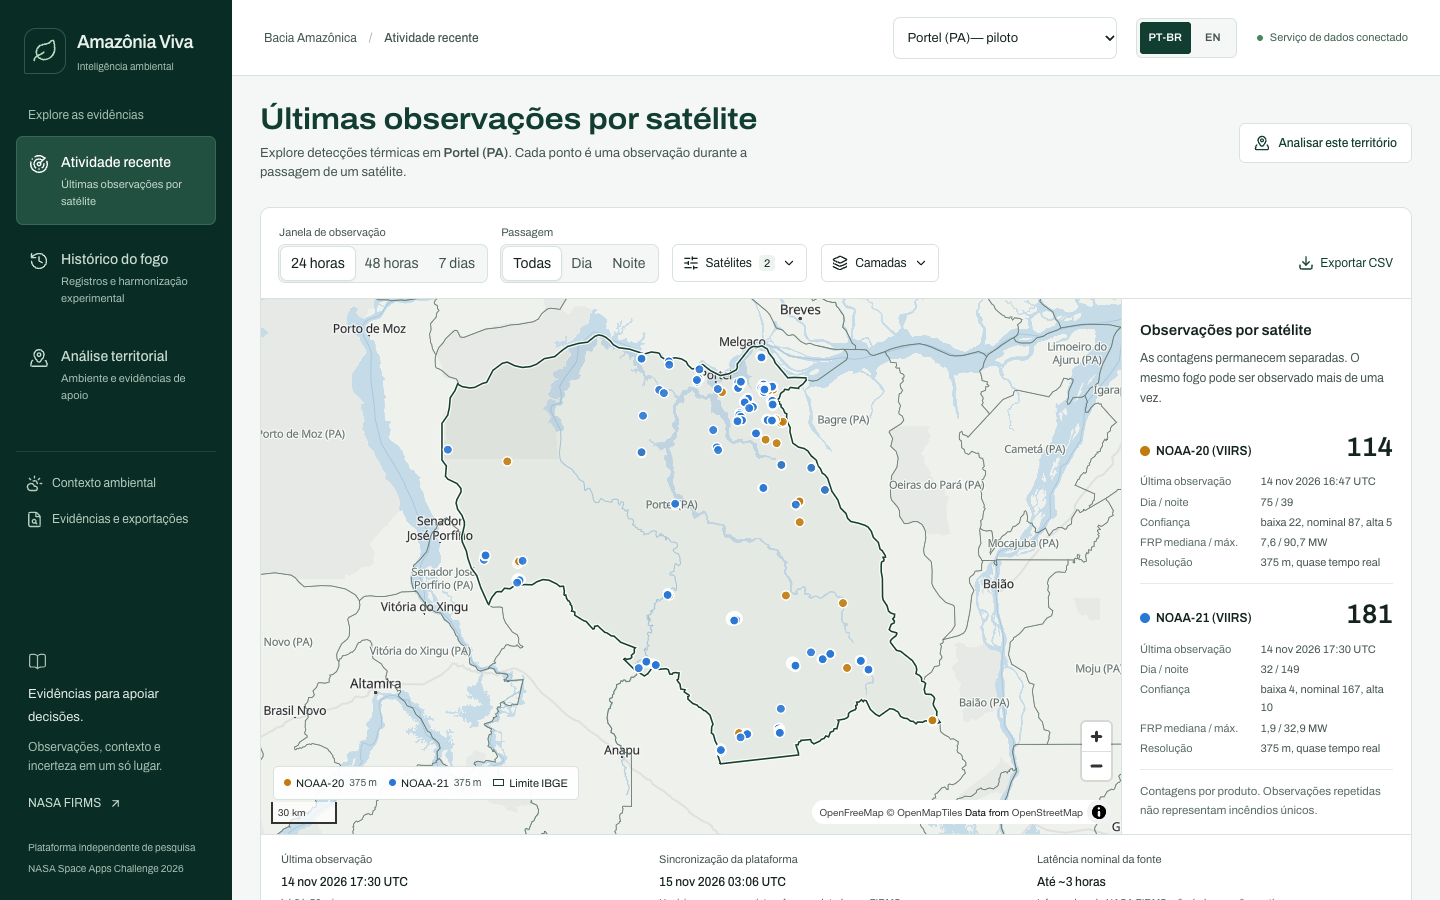 Amazônia Viva
Inteligência ambiental
Explore as evidências
Atividade recente
Últimas observações por
satélite
Histórico do fogo
Registros e harmonização
experimental
Análise territorial
Ambiente e evidências de
apoio
Contexto ambiental
Evidências e exportações
Evidências para apoiar
decisões.
Observações, contexto e
incerteza em um só lugar.
NASA FIRMS
Plataforma independente de pesquisa
NASA Space Apps Challenge 2026
Bacia Amazônica / Atividade recente
Portel (PA)— piloto
PT-BR EN
Serviço de dados conectado
Últimas observações por satélite
Explore detecções térmicas em Portel (PA). Cada ponto é uma observação durante a
passagem de um satélite.
Analisar este território
Janela de observação
24 horas 48 horas 7 dias
Passagem
Todas Dia Noite
Satélites 2
Camadas
Exportar CSV
Breves
Porto de Moz
Melgaço
Limoeiro do
Ajuru (PA)
Portel
Igara
Bagre (PA)
Porto de Moz (PA)
Cametá (PA)
Oeiras do Pará (PA)
Portel (PA)
Senador
José Porfírio
Mocajuba (PA)
Senador José
Porfírio (PA)
Baião
Vitória do Xingu
Novo (PA)
Vitória do Xingu (PA)
Moju (PA)
Altamira
Baião (PA)
Brasil Novo
Anapu
NOAA-20 375 m NOAA-21 375 m Limite IBGE
30 km
OpenFreeMap © OpenMapTiles Data from OpenStreetMap
G
Observações por satélite
As contagens permanecem separadas. O
mesmo fogo pode ser observado mais de uma
vez.
NOAA-20 (VIIRS) 114
Última observação 14 nov 2026 16:47 UTC
Dia / noite 75 / 39
Confiança baixa 22, nominal 87, alta 5
FRP mediana / máx. 7,6 / 90,7 MW
Resolução 375 m, quase tempo real
NOAA-21 (VIIRS) 181
Última observação 14 nov 2026 17:30 UTC
Dia / noite 32 / 149
Confiança baixa 4, nominal 167, alta
10
FRP mediana / máx. 1,9 / 32,9 MW
Resolução 375 m, quase tempo real
Contagens por produto. Observações repetidas
não representam incêndios únicos.
Última observação
14 nov 2026 17:30 UTC
Sincronização da plataforma
15 nov 2026 03:06 UTC
Latência nominal da fonte
Até ~3 horas